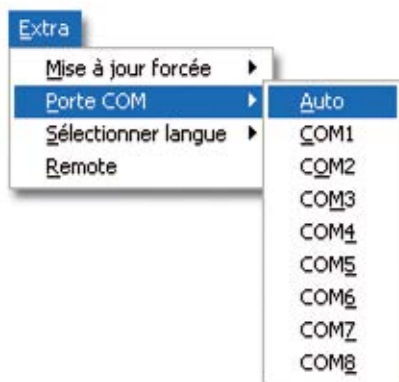 Extra
Mise à jour forcée
Porte COM
Sélectionner langue
Remote
Auto
COM1
COM2
COM3
COM4
COM5
COM6
COM7
COM8